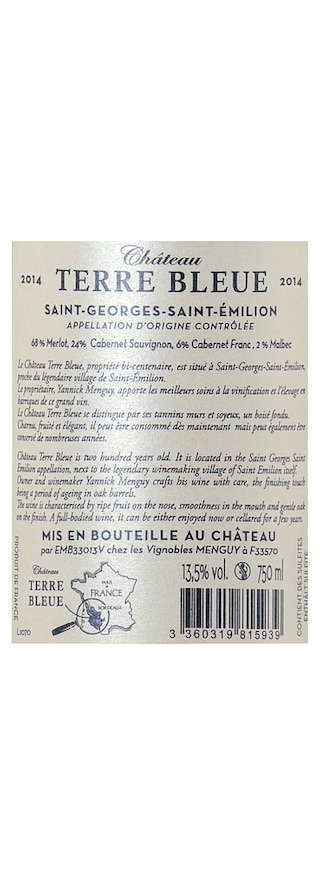 Château
2014 TERRE BLEUE 2014
SAINT-GEORGES-SAINT-ÉMILION
APPELLATION D'ORIGINE CONTRÔLÉE
68 % Merlot, 24% Cabernet Sauvignon, 6% Cabernet Franc, 2 % Malbec
Le Château Terre Bleue, propriété bi-centenaire, est situé à Saint-Georges-Saint-Émilion,
proche du légendaire village de Saint-Émilion.
Le propriétaire, Yannick Menguy, apporte les meilleurs soins à la vinification et l'élevage en
barriques de ce grand vin.
Le Château Terre Bleue se distingue par ses tannins murs et soyeux, un boisé fondu.
Charnu, fruité et élégant, il peut être consommé dès maintenant mais peut également être
conservé de nombreuses années.
Château Terre Bleue is two hundred years old. It is located in the Saint Georges Saint
Emilion appelation, next to the legendary winemaking village of Saint Emilion itself.
Owner and winemaker Yannick Menguy crafts his wine with care, the finishing touch
being a period of ageing in oak barrels.
The wine is characterised by ripe fruit on the nose, smoothness in the mouth and gentle oak
on the finish. A full-bodied wine, it can be either enjoyed now or cellared for a few years.
MIS EN BOUTEILLE AU CHÂTEAU
par EMB33013V chez les Vignobles MENGUY à F33570
PRODUIT DE FRANCE
Château
TERRE
BLEUE
L1070
PARIS
FRANCE
BORDEAUX
13,5% vol. 750 ml
3 360319 815939
CONTIENT DES SULFITES
ENTHÄLT SULFITE